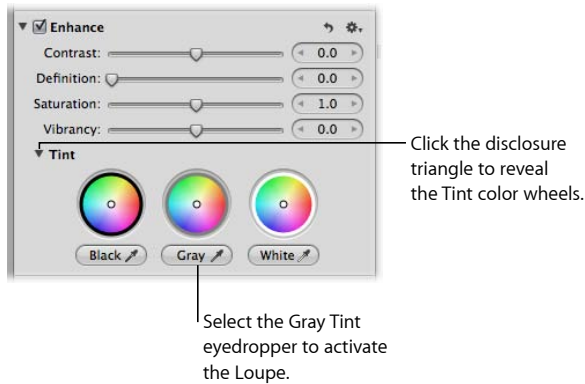 Enhance
Contrast: 0.0
Definition: 0.0
Saturation: 1.0
Vibrancy: 0.0
Tint
Black Gray White
Click the disclosure
triangle to reveal
the Tint color wheels.
Select the Gray Tint
eyedropper to activate
the Loupe.